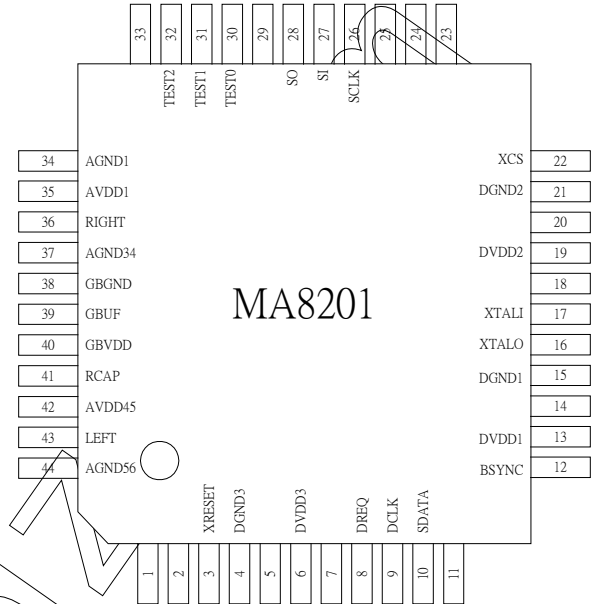 33 32 31 30 29 28 27 26 25 24 23
TEST2 TEST1 TEST0 SO SI SCLK
34 AGND1
35 AVDD1
36 RIGHT
37 AGND34
38 GBGND
39 GBUF
40 GBVDD
41 RCAP
42 AVDD45
43 LEFT
44 AGND56
MA8201
XCS 22
DGND2 21
20
DVDD2 19
18
XTALI 17
XTALO 16
DGND1 15
14
DVDD1 13
BSYNC 12
XRESET DGND3 DVDD3 DREQ DCLK SDATA
1 2 3 4 5 6 7 8 9 10 11